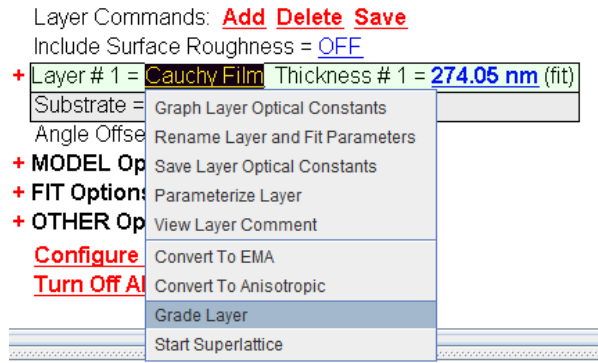 Layer Commands: Add Delete Save
Include Surface Roughness = OFF
+ Layer # 1 = Cauchy Film Thickness # 1 = 274.05 nm (fit)
Substrate =
Graph Layer Optical Constants
Angle Offse
Rename Layer and Fit Parameters
+ MODEL Op
Save Layer Optical Constants
+ FIT Options
Parameterize Layer
+ OTHER Op
View Layer Comment
Configure
Convert To EMA
Turn Off Al
Convert To Anisotropic
Grade Layer
Start Superlattice